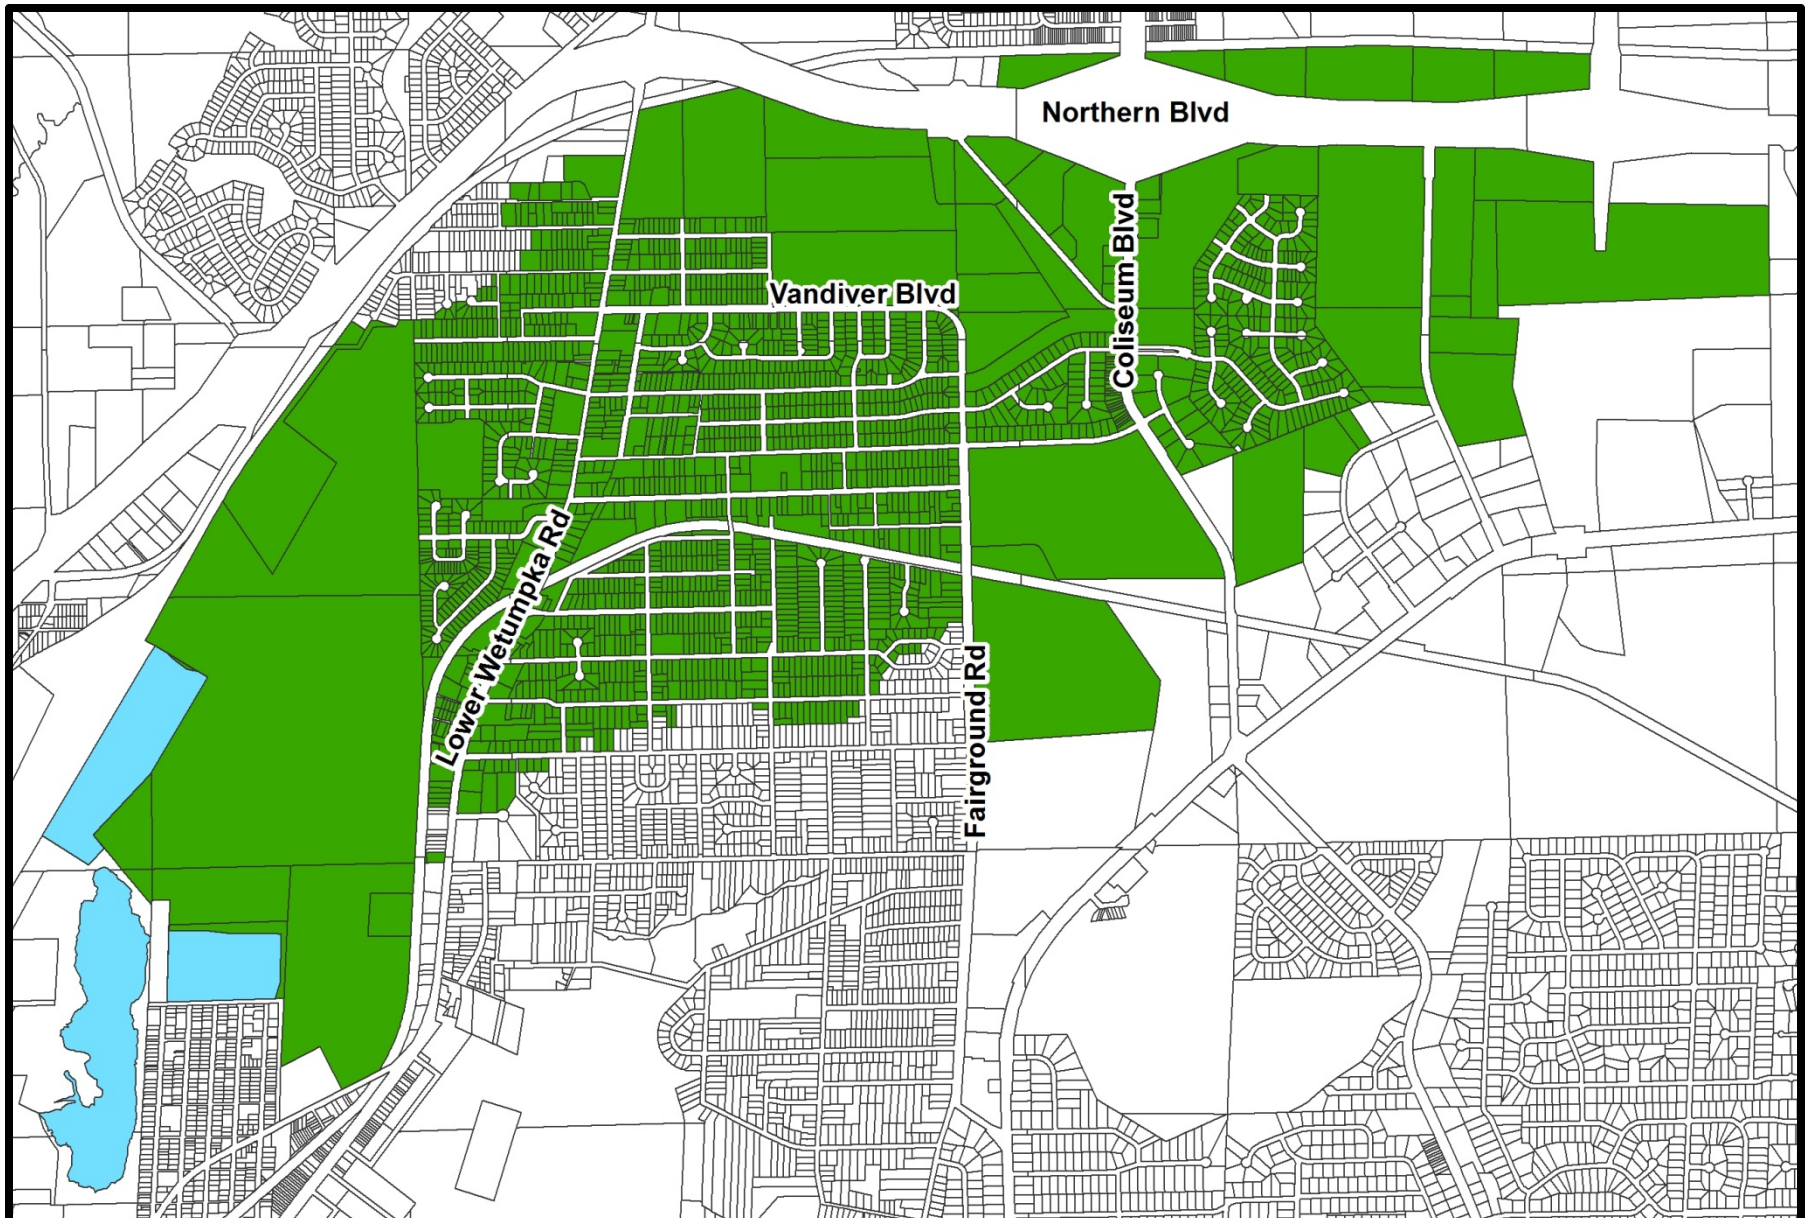 Northern Blvd
Coliseum Blvd
Vandiver Blvd
Lower Wetumpka Rd
Fairground Rd